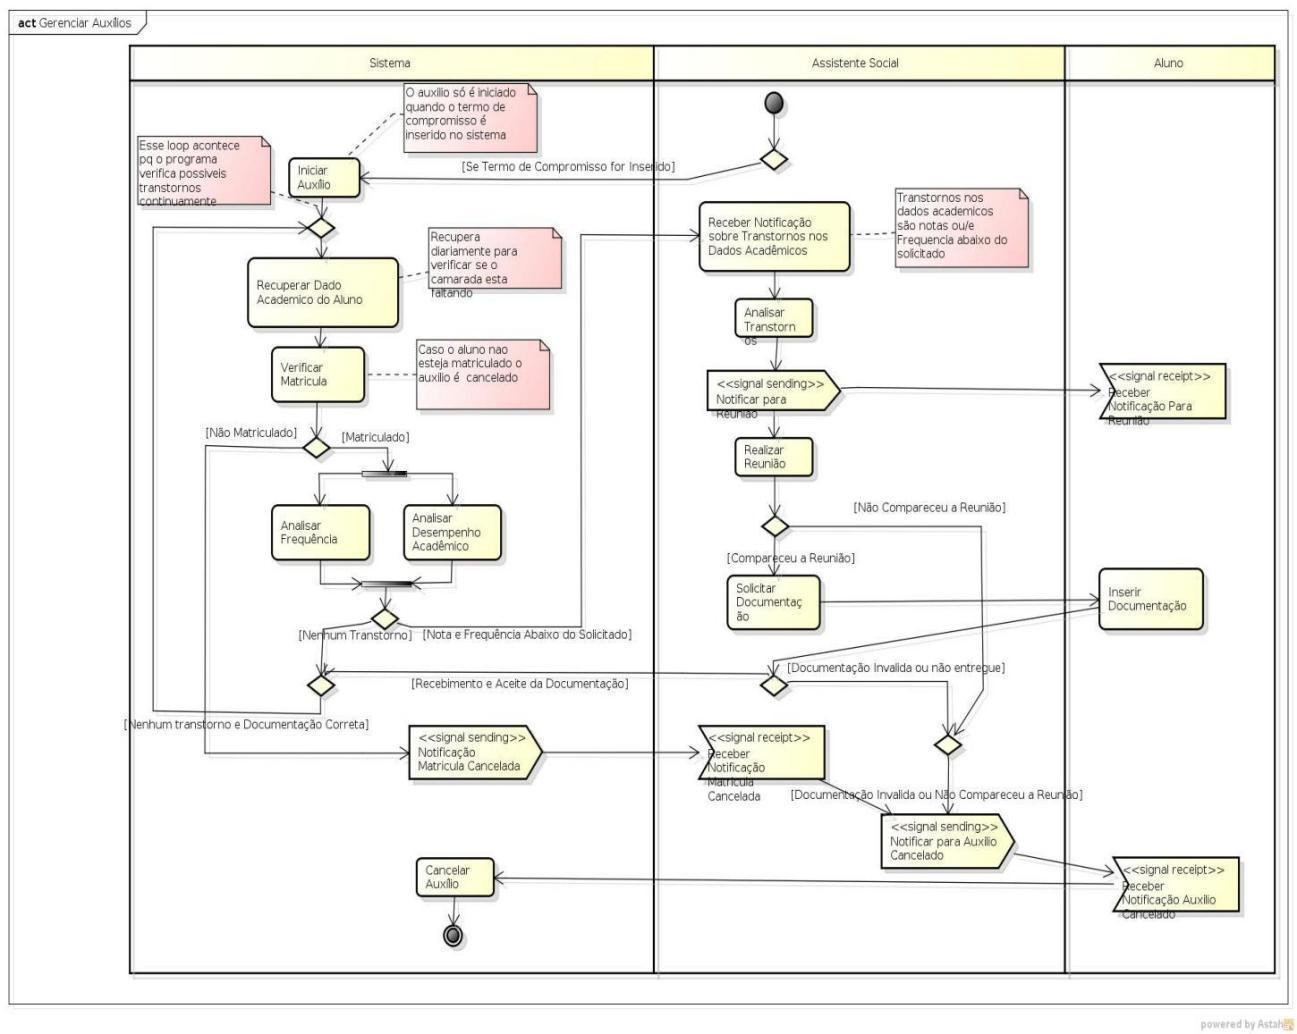 act Gerenciar Auxílios
Sistema
Assistente Social
Aluno
O auxilio só é iniciado
quando o termo de
compromisso é
inserido no sistema
Esse loop acontece
pq o programa
verifica possiveis
transtornos
continuamente
Iniciar
Auxílio
[Se Termo de Compromisso for Inserido]
Receber Notificação
sobre Transtornos nos
Dados Acadêmicos
Transtornos nos
dados academicos
são notas ou/e
Frequencia abaixo do
solicitado
Recupera
diariamente para
verificar se o
camarada esta
faltando
Recuperar Dado
Academico do Aluno
Analisar
Transtorn
os
Verificar
Matricula
Caso o aluno nao
esteja matriculado o
auxilio é cancelado
<<signal sending>>
Notificar para
Reunião
<<signal receipt>>
Receber
Notificação Para
Reunião
[Não Matriculado]
[Matriculado]
Realizar
Reunião
Analisar
Frequência
Analisar
Desempenho
Acadêmico
[Não Compareceu a Reunião]
[Compareceu a Reunião]
Solicitar
Documentaç
ão
Inserir
Documentação
[Nenhum Transtorno]
[Nota e Frequência Abaixo do Solicitado]
[Documentação Invalida ou não entregue]
[Recebimento e Aceite da Documentação]
[Nenhum transtorno e Documentação Correta]
<<signal sending>>
Notificação
Matricula Cancelada
<<signal receipt>>
Receber
Notificação
Matricula
Cancelada
[Documentação Invalida ou Não Compareceu a Reunião]
<<signal sending>>
Notificar para Auxilio
Cancelado
Cancelar
Auxílio
<<signal receipt>>
Receber
Notificação Auxilio
Cancelado
powered by Astah